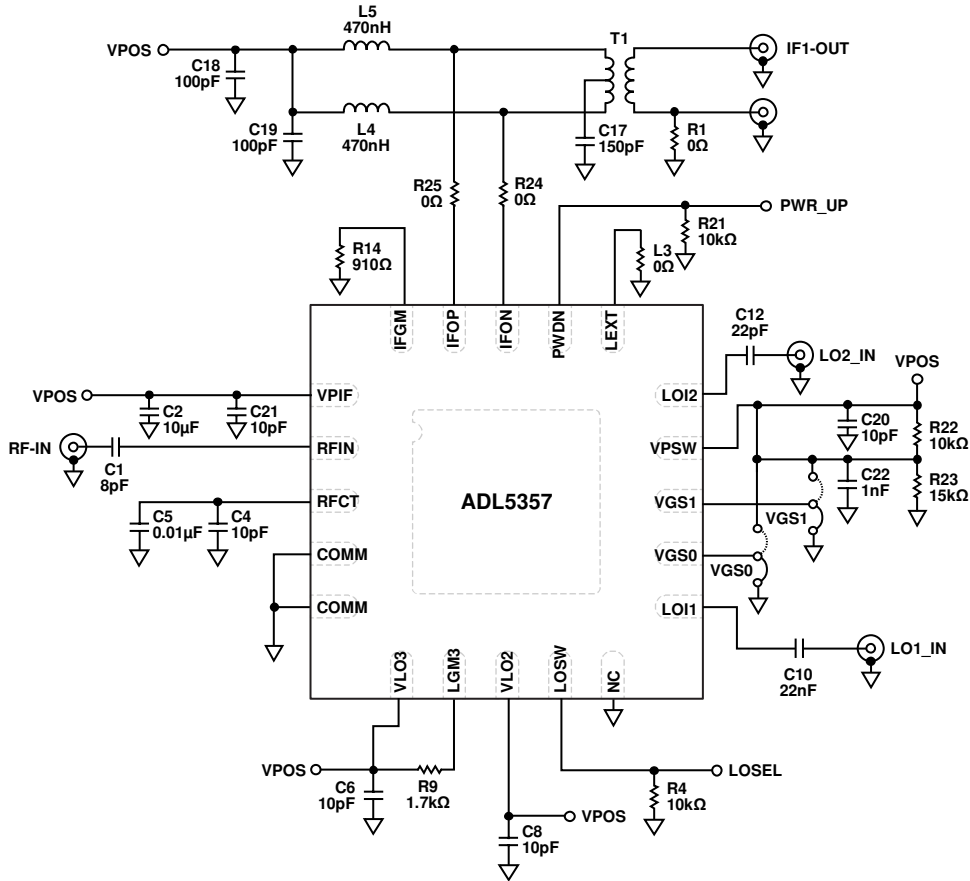 L5
470nH
VPOS
C18
100pF
T1
IF1-OUT
C19
100pF
L4
470nH
C17
150pF
R1
0Ω
R25
0Ω
R24
0Ω
PWR_UP
R21
10kΩ
R14
910Ω
L3
0Ω
IFGM
IFOP
IFON
PWDN
LEXT
C12
22pF
LO2_IN
VPOS
VPOS
C2
10µF
C21
10pF
VPIF
LOI2
C20
10pF
R22
10kΩ
RF-IN
C1
8pF
RFIN
VPSW
C22
1nF
R23
15kΩ
C5
0.01µF
C4
10pF
RFCT
ADL5357
VGS1
VGS1
COMM
VGS0
VGS0
COMM
LOI1
LO1_IN
C10
22nF
VLO3
LGM3
VLO2
LOSW
NC
VPOS
C6
10pF
R9
1.7kΩ
LOSEL
R4
10kΩ
VPOS
C8
10pF